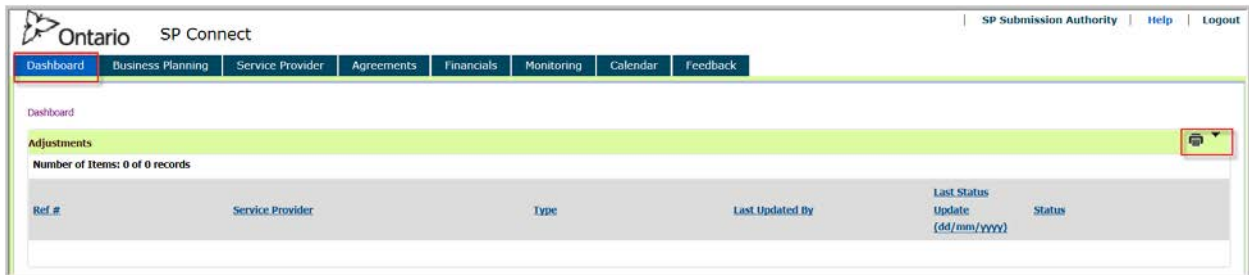 SP Submission Authority | Help | Logout
Ontario SP Connect
Dashboard Business Planning Service Provider Agreements Financials Monitoring Calendar Feedback
Dashboard
Adjustments
Number of Items: 0 of 0 records
Ref # Service Provider Type Last Updated By Last Status Update (dd/mm/yyyy) Status